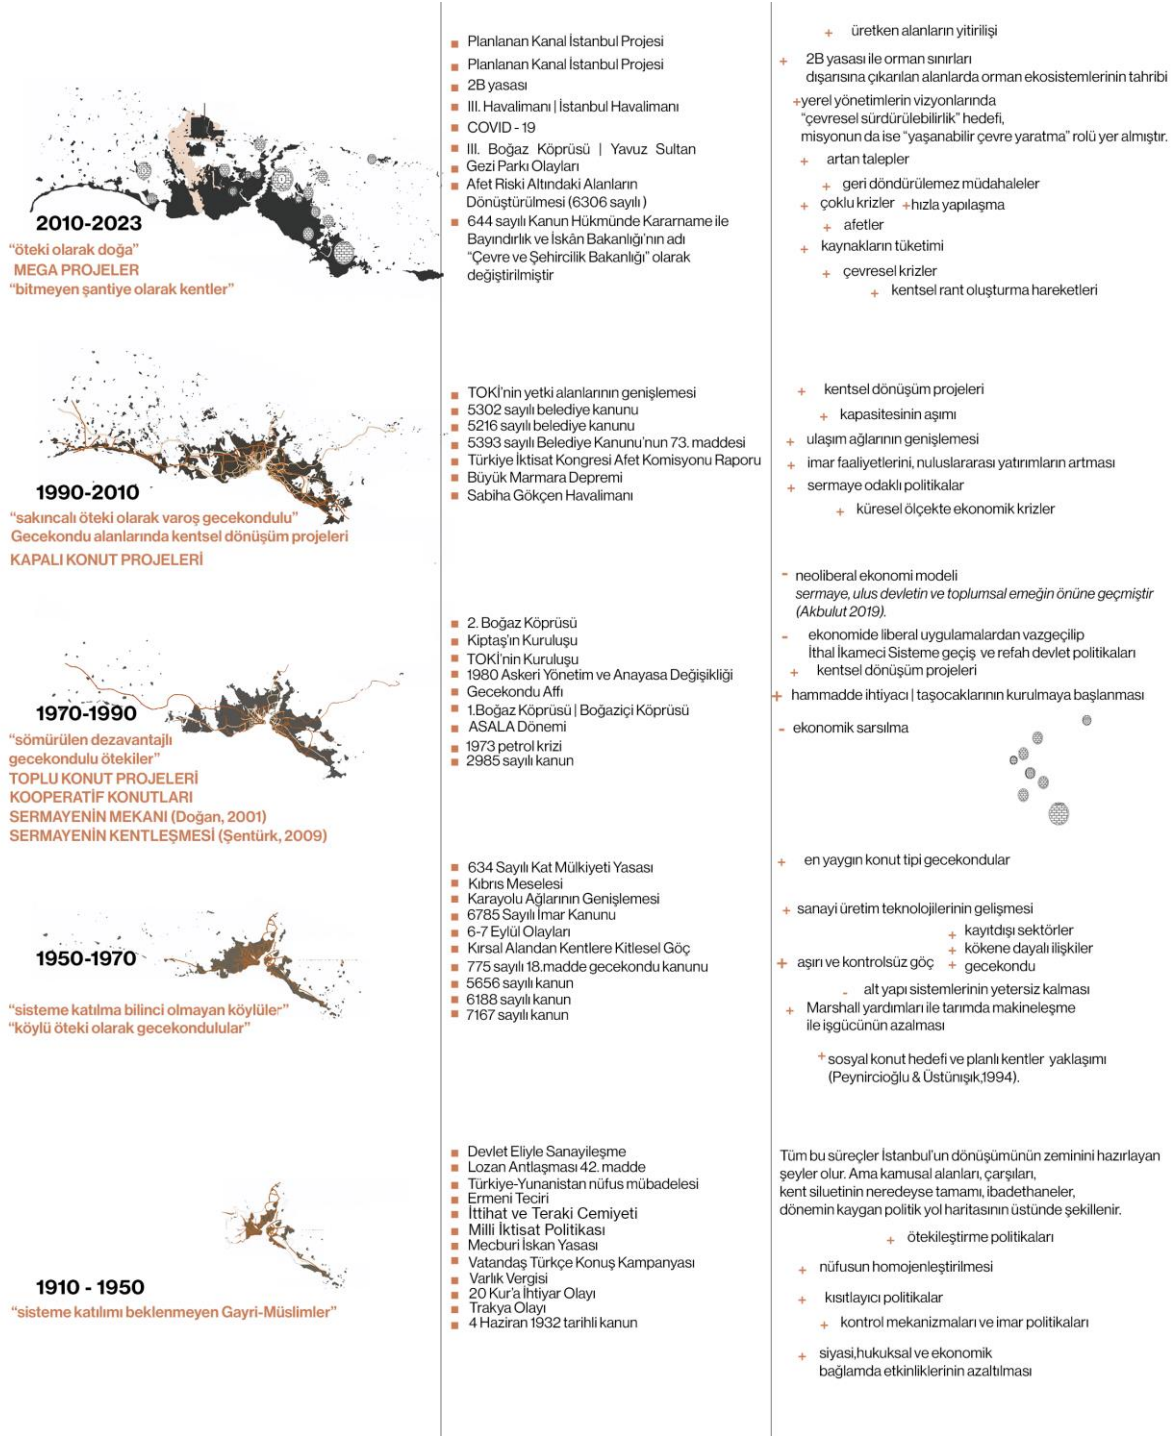 2010-2023
“öteki olarak doğa”
MEGA PROJELER
“bitmeyen şantiye olarak kentler”
Planlanan Kanal İstanbul Projesi
Planlanan Kanal İstanbul Projesi
2B yasası
III. Havalimanı | İstanbul Havalimanı
COVID - 19
III. Boğaz Köprüsü | Yavuz Sultan
Gezi Parkı Olayları
Afet Riski Altındaki Alanların
Dönüştürülmesi (6306 sayılı )
644 sayılı Kanun Hükmünde Kararname ile
Bayındırlık ve İskân Bakanlığı’nın adı
“Çevre ve Şehircilik Bakanlığı” olarak
değiştirilmiştir
+ üretken alanların yitirilişi
+ 2B yasası ile orman sınırları
dışarısına çıkarılan alanlarda orman ekosistemlerinin tahribi
+yerel yönetimlerin vizyonlarında
“çevresel sürdürülebilirlik” hedefi,
misyonun da ise “yaşanabilir çevre yaratma” rolü yer almıştır.
+ artan talepler
+ geri döndürülemez müdahaleler
+ çoklu krizler +hızla yapılaşma
+ afetler
+ kaynakların tüketimi
+ çevresel krizler
+ kentsel rant oluşturma hareketleri
1990-2010
“sakıncalı öteki olarak varoş gecekondulu”
Gecekondu alanlarında kentsel dönüşüm projeleri
KAPALI KONUT PROJELERİ
TOKİ’nin yetki alanlarının genişlemesi
5302 sayılı belediye kanunu
5216 sayılı belediye kanunu
5393 sayılı Belediye Kanunu’nun 73. maddesi
Türkiye İktisat Kongresi Afet Komisyonu Raporu
Büyük Marmara Depremi
Sabiha Gökçen Havalimanı
+ kentsel dönüşüm projeleri
+ kapasitesinin aşımı
+ ulaşım ağlarının genişlemesi
+ imar faaliyetlerini, nuluslararası yatırımların artması
+ sermaye odaklı politikalar
+ küresel ölçekte ekonomik krizler
1970-1990
“sömürülen dezavantajlı
gecekondulu ötekiler”
TOPLU KONUT PROJELERİ
KOOPERATİF KONUTLARI
SERMAYENİN MEKANI (Doğan, 2001)
SERMAYENİN KENTLEŞMESİ (Şentürk, 2009)
2. Boğaz Köprüsü
Kiptaş’ın Kuruluşu
TOKİ’nin Kuruluşu
1980 Askeri Yönetim ve Anayasa Değişikliği
Gecekondu Affı
1.Boğaz Köprüsü | Boğaziçi Köprüsü
ASALA Dönemi
1973 petrol krizi
2985 sayılı kanun
- neoliberal ekonomi modeli
sermaye, ulus devletin ve toplumsal emeğin önüne geçmiştir
(Akbulut 2019).
- ekonomide liberal uygulamalardan vazgeçilip
İthal İkameci Sisteme geçiş ve refah devlet politikaları
+ kentsel dönüşüm projeleri
+ hammadde ihtiyacı | taşocaklarının kurulmaya başlanması
- ekonomik sarsılma
1950-1970
“sisteme katılma bilinci olmayan köylüler”
“köylü öteki olarak gecekondulular”
634 Sayılı Kat Mülkiyeti Yasası
Kıbrıs Meselesi
Karayolu Ağlarının Genişlemesi
6785 Sayılı İmar Kanunu
6-7 Eylül Olayları
Kırsal Alandan Kentlere Kitlesel Göç
775 sayılı 18.madde gecekondu kanunu
5656 sayılı kanun
6188 sayılı kanun
7167 sayılı kanun
+ en yaygın konut tipi gecekondular
+ sanayi üretim teknolojilerinin gelişmesi
+ kayıtdışı sektörler
+ kökene dayalı ilişkiler
+ aşırı ve kontrolsüz göç + gecekondu
- alt yapı sistemlerinin yetersiz kalması
+ Marshall yardımları ile tarımda makineleşme
ile işgücünün azalması
+ sosyal konut hedefi ve planlı kentler yaklaşımı
(Peynircioğlu & Üstünışık,1994).
1910 - 1950
“sisteme katılımı beklenmeyen Gayri-Müslimler”
Devlet Eliyle Sanayileşme
Lozan Antlaşması 42. madde
Türkiye-Yunanistan nüfus mübadelesi
Ermeni Teciri
İttihat ve Teraki Cemiyeti
Milli İktisat Politikası
Mecburi İskan Yasası
Vatandaş Türkçe Konuş Kampanyası
Varlık Vergisi
20 Kur’a İhtiyar Olayı
Trakya Olayı
4 Haziran 1932 tarihli kanun
Tüm bu süreçler İstanbul’un dönüşümünün zeminini hazırlayan
şeyler olur. Ama kamusal alanları, çarşıları,
kent siluetinin neredeyse tamamı, ibadethaneler,
dönemin kaygan politik yol haritasının üstünde şekillenir.
+ ötekileştirme politikaları
+ nüfusun homojenleştirilmesi
+ kısıtlayıcı politikalar
+ kontrol mekanizmaları ve imar politikaları
+ siyasi,hukuksal ve ekonomik
bağlamda etkinliklerinin azaltılması